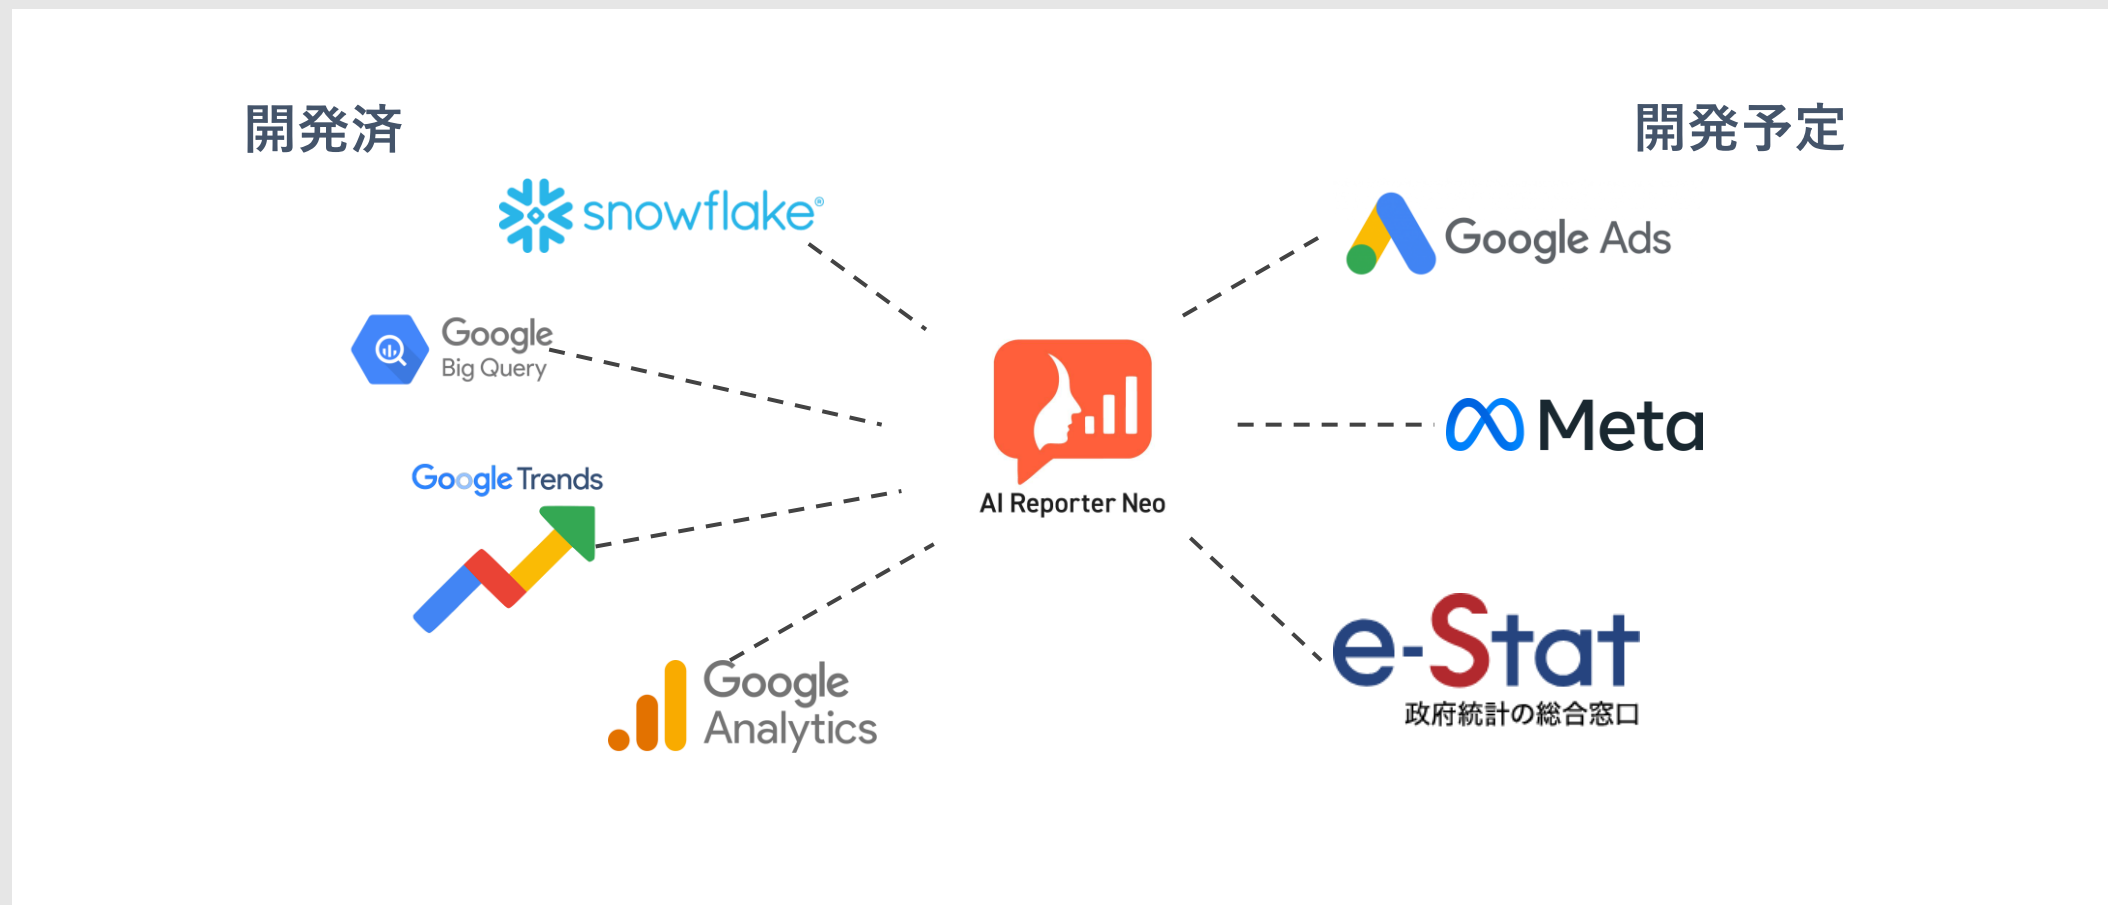 開発済
開発予定
snowflake®
Google
Big Query
Google Trends
Google
Analytics
AI Reporter Neo
Google Ads
Meta
e-Stat
政府統計の総合窓口